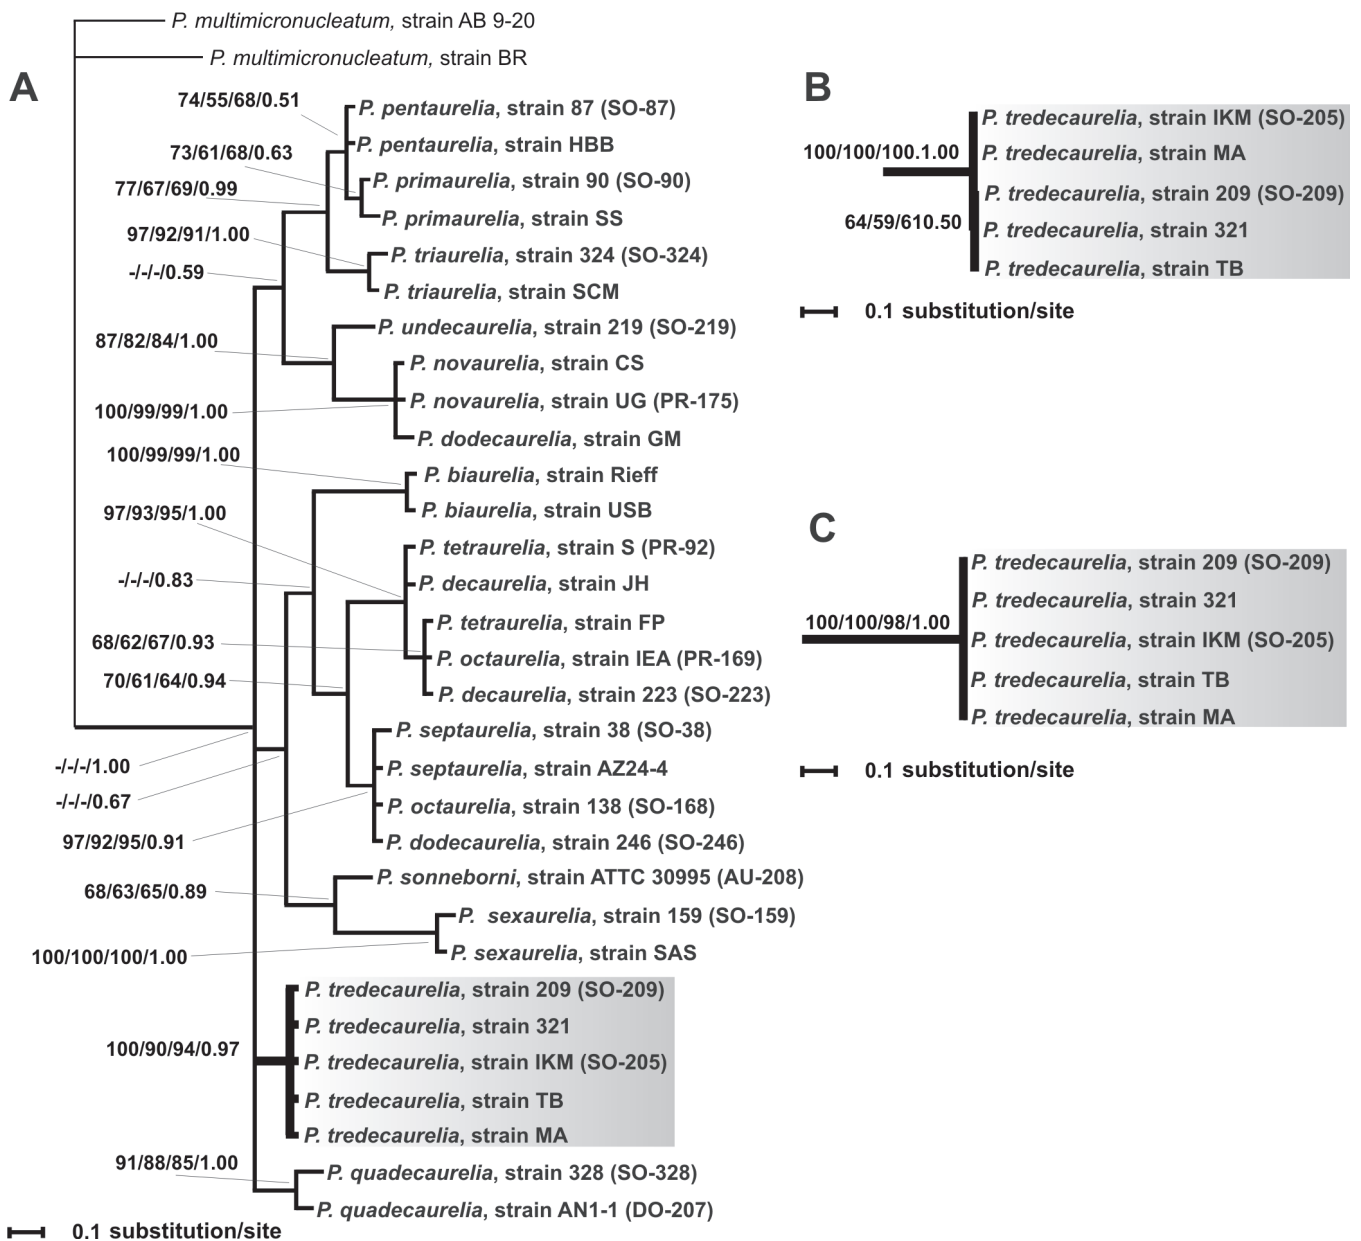 P. multimicronucleatum, strain AB 9-20
P. multimicronucleatum, strain BR
A
74/55/68/0.51
P. pentaurelia, strain 87 (SO-87)
P. pentaurelia, strain HBB
73/61/68/0.63
P. primaurelia, strain 90 (SO-90)
77/67/69/0.99
P. primaurelia, strain SS
97/92/91/1.00
P. triaurelia, strain 324 (SO-324)
-/-/-/0.59
P. triaurelia, strain SCM
P. undecaurelia, strain 219 (SO-219)
87/82/84/1.00
P. novaurelia, strain CS
P. novaurelia, strain UG (PR-175)
100/99/99/1.00
P. dodecaurelia, strain GM
100/99/99/1.00
P. biaurelia, strain Rieff
P. biaurelia, strain USB
97/93/95/1.00
P. tetraurelia, strain S (PR-92)
-/-/-/0.83
P. decaurelia, strain JH
P. tetraurelia, strain FP
68/62/67/0.93
P. octaurelia, strain IEA (PR-169)
70/61/64/0.94
P. decaurelia, strain 223 (SO-223)
P. septaurelia, strain 38 (SO-38)
-/-/-/1.00
P. septaurelia, strain AZ24-4
-/-/-/0.67
P. octaurelia, strain 138 (SO-168)
97/92/95/0.91
P. dodecaurelia, strain 246 (SO-246)
P. sonneborni, strain ATTC 30995 (AU-208)
68/63/65/0.89
P. sexaurelia, strain 159 (SO-159)
100/100/100/1.00
P. sexaurelia, strain SAS
P. tredecaurelia, strain 209 (SO-209)
P. tredecaurelia, strain 321
100/90/94/0.97
P. tredecaurelia, strain IKM (SO-205)
P. tredecaurelia, strain TB
P. tredecaurelia, strain MA
91/88/85/1.00
P. quadecaurelia, strain 328 (SO-328)
P. quadecaurelia, strain AN1-1 (DO-207)
0.1 substitution/site
B
P. tredecaurelia, strain IKM (SO-205)
100/100/100.1.00
P. tredecaurelia, strain MA
P. tredecaurelia, strain 209 (SO-209)
64/59/610.50
P. tredecaurelia, strain 321
P. tredecaurelia, strain TB
0.1 substitution/site
C
P. tredecaurelia, strain 209 (SO-209)
P. tredecaurelia, strain 321
100/100/98/1.00
P. tredecaurelia, strain IKM (SO-205)
P. tredecaurelia, strain TB
P. tredecaurelia, strain MA
0.1 substitution/site